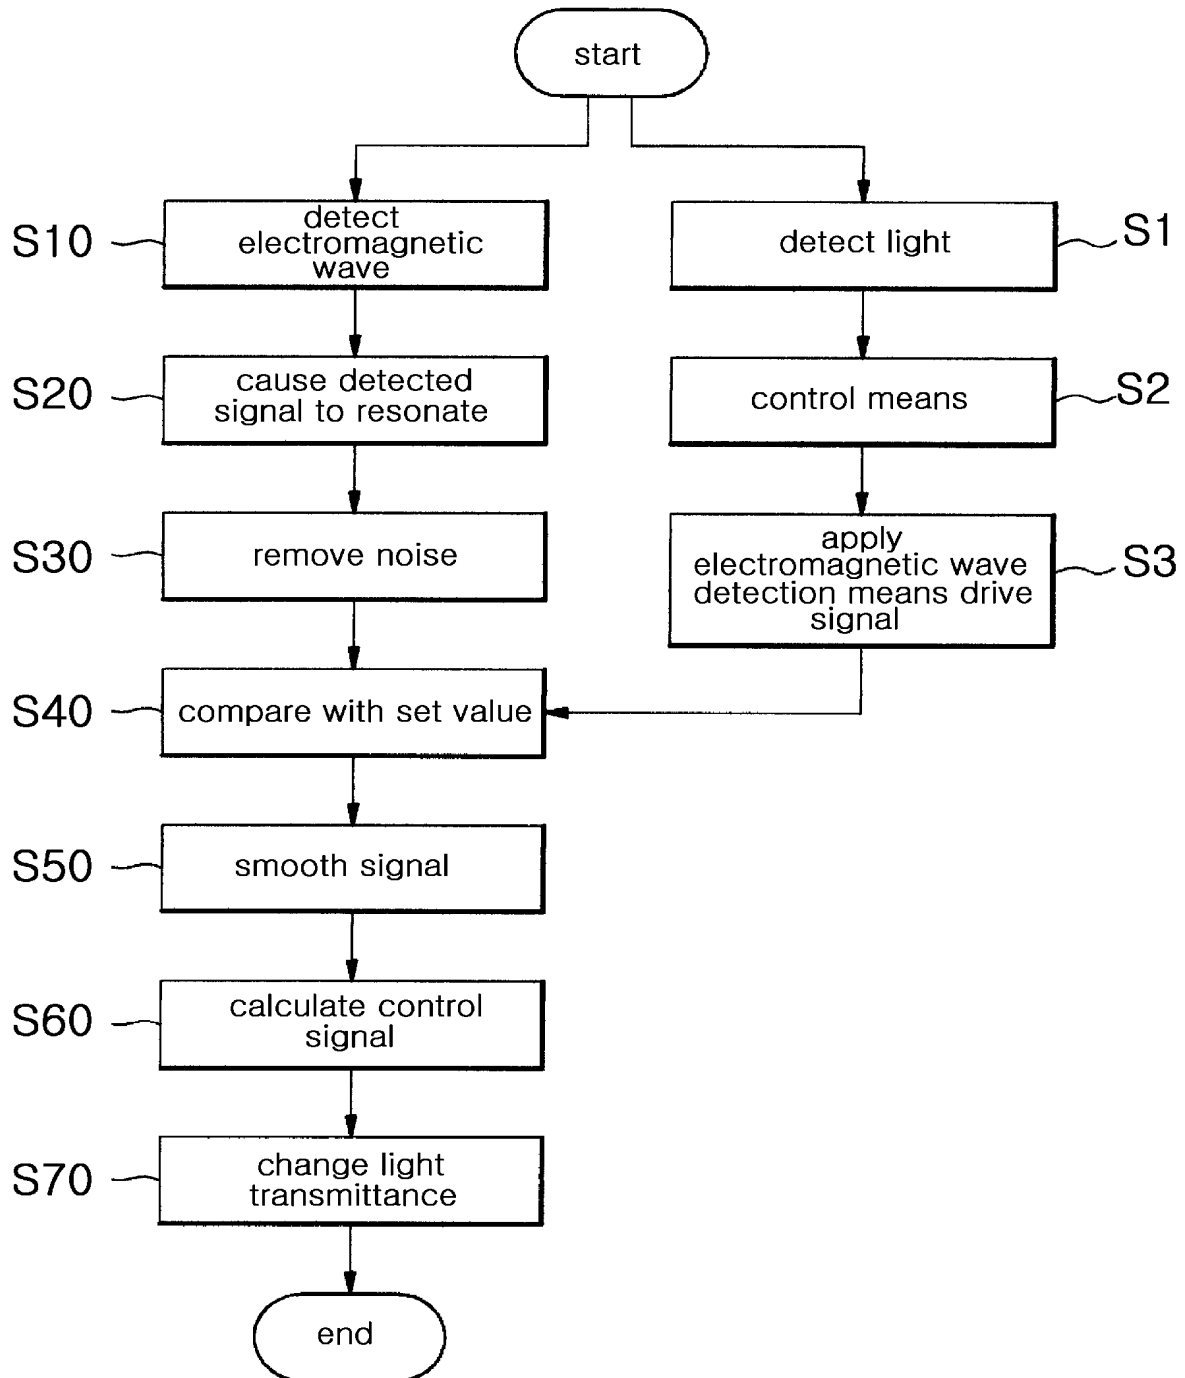 start
S10
detect
electromagnetic
wave
detect light
S1
S20
cause detected
signal to resonate
control means
S2
S30
remove noise
apply
electromagnetic wave
detection means drive
signal
S3
S40
compare with set value
S50
smooth signal
S60
calculate control
signal
S70
change light
transmittance
end